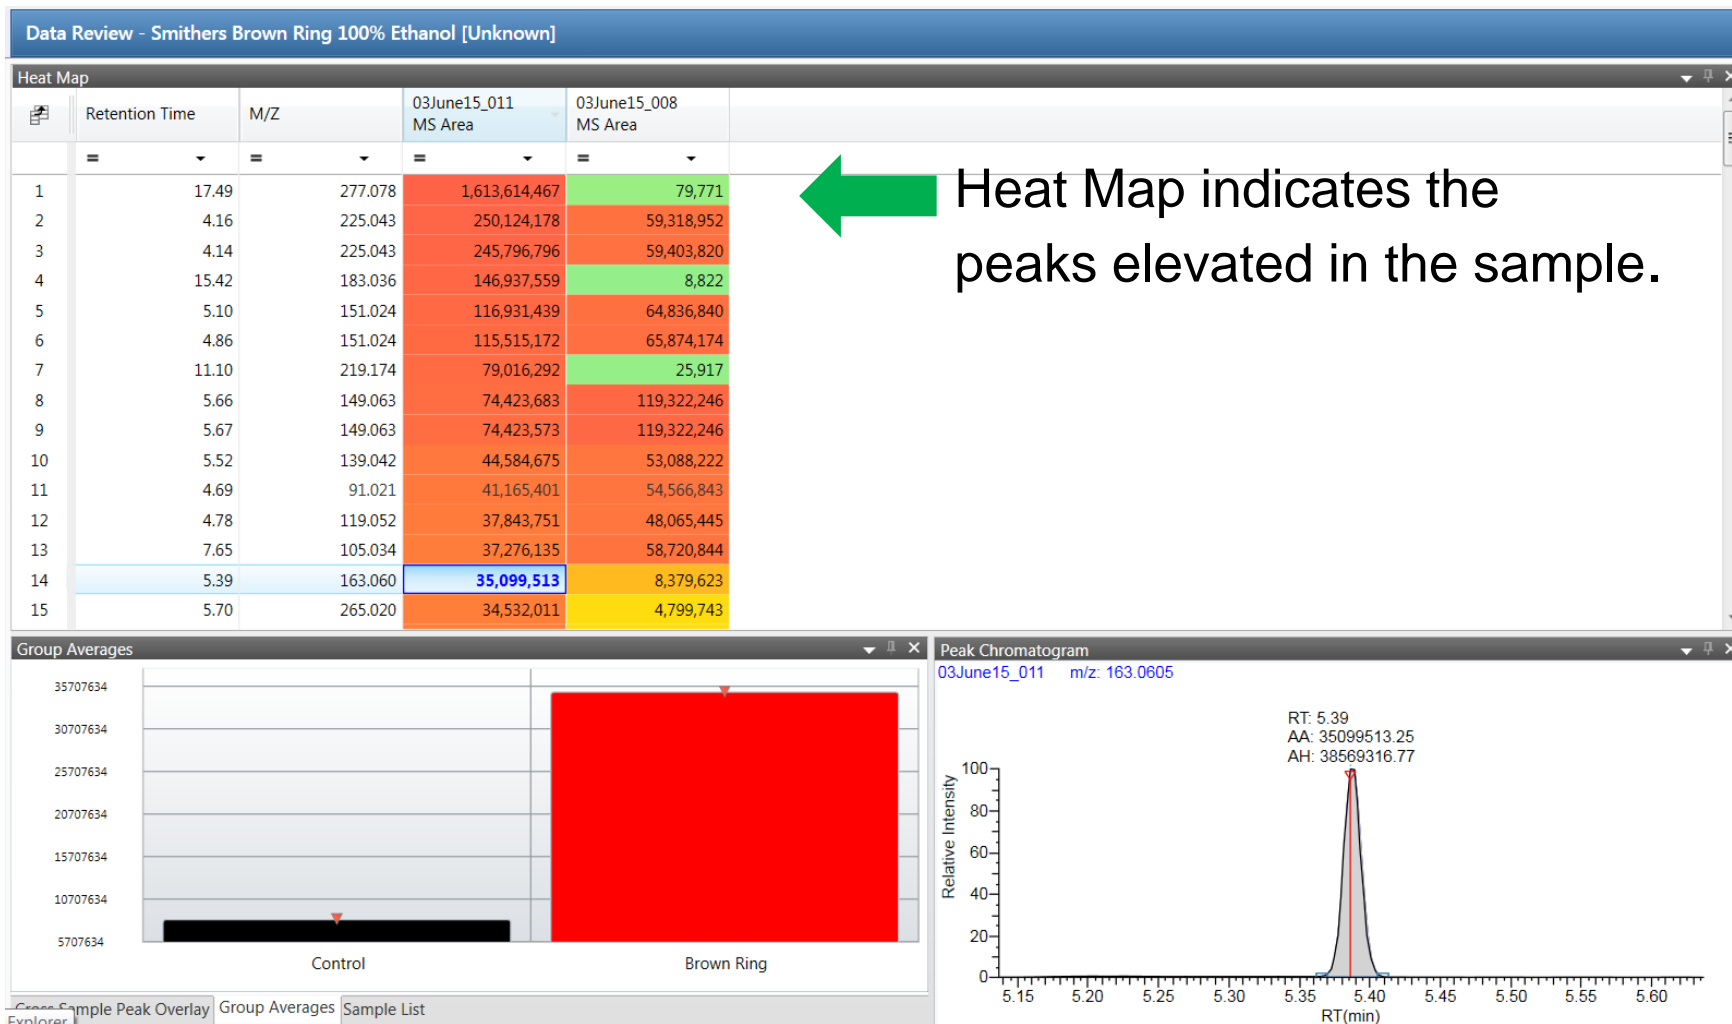 Data Review - Smithers Brown Ring 100% Ethanol [Unknown]
Heat Map
Retention Time M/Z 03June15_011 MS Area 03June15_008 MS Area
= = = =
1 17.49 277.078 1,613,614,467 79,771
2 4.16 225.043 250,124,178 59,318,952
3 4.14 225.043 245,796,796 59,403,820
4 15.42 183.036 146,937,559 8,822
5 5.10 151.024 116,931,439 64,836,840
6 4.86 151.024 115,515,172 65,874,174
7 11.10 219.174 79,016,292 25,917
8 5.66 149.063 74,423,683 119,322,246
9 5.67 149.063 74,423,573 119,322,246
10 5.52 139.042 44,584,675 53,088,222
11 4.69 91.021 41,165,401 54,566,843
12 4.78 119.052 37,843,751 48,065,445
13 7.65 105.034 37,276,135 58,720,844
14 5.39 163.060 35,099,513 8,379,623
15 5.70 265.020 34,532,011 4,799,743
Heat Map indicates the
peaks elevated in the sample.
Group Averages
35707634
30707634
25707634
20707634
15707634
10707634
5707634
Control Brown Ring
Sample Peak Overlay Group Averages Sample List
Explorer
Peak Chromatogram
03June15_011 m/z: 163.0605
RT: 5.39
AA: 35099513.25
AH: 38569316.77
Relative Intensity
100
80
60
40
20
0
5.15 5.20 5.25 5.30 5.35 5.40 5.45 5.50 5.55 5.60
RT(min)